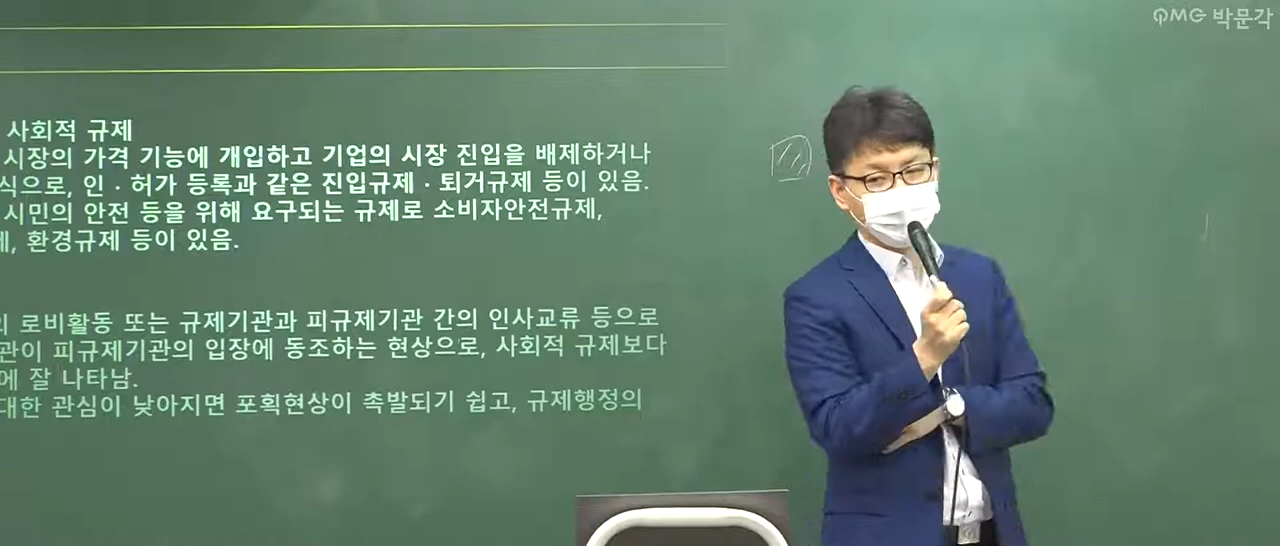 PMG 박문각
사회적 규제
시장의 가격 기능에 개입하고 기업의 시장 진입을 배제하거나
식으로, 인·허가 등록과 같은 진입규제·퇴거규제 등이 있음.
시민의 안전 등을 위해 요구되는 규제로 소비자안전규제,
제, 환경규제 등이 있음.
의 로비활동 또는 규제기관과 피규제기관 간의 인사교류 등으로
관이 피규제기관의 입장에 동조하는 현상으로, 사회적 규제보다
에 잘 나타남.
대한 관심이 낮아지면 포획현상이 촉발되기 쉽고, 규제행정의